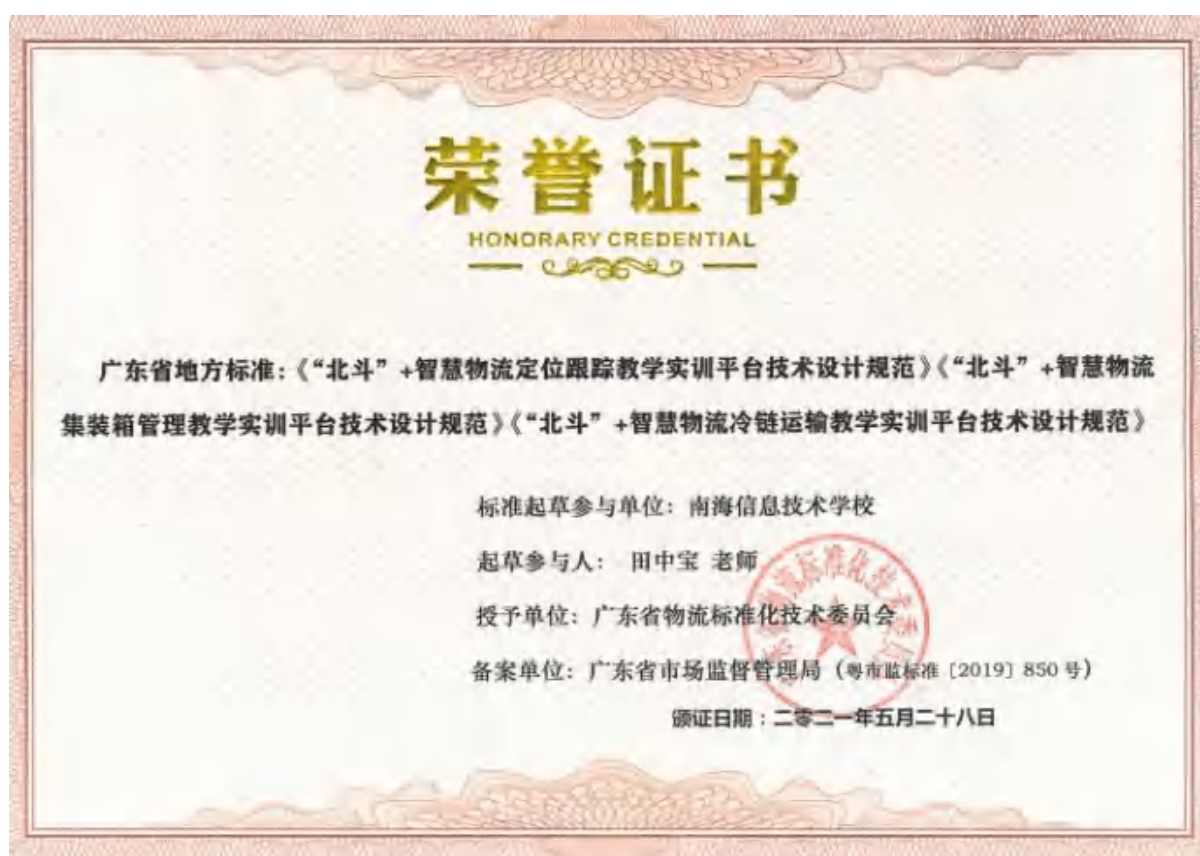 荣誉证书
HONORARY CREDENTIAL
广东省地方标准：《“北斗”+智慧物流定位跟踪教学实训平台技术设计规范》《“北斗”+智慧物流
集装箱管理教学实训平台技术设计规范》《“北斗”+智慧物流冷链运输教学实训平台技术设计规范》
标准起草参与单位：南海信息技术学校
起草参与人： 田中宝 老师
授予单位：广东省物流标准化技术委员会
备案单位：广东省市场监督管理局（粤市监标准〔2019〕850号）
颁证日期：二零二一年五月二十八日